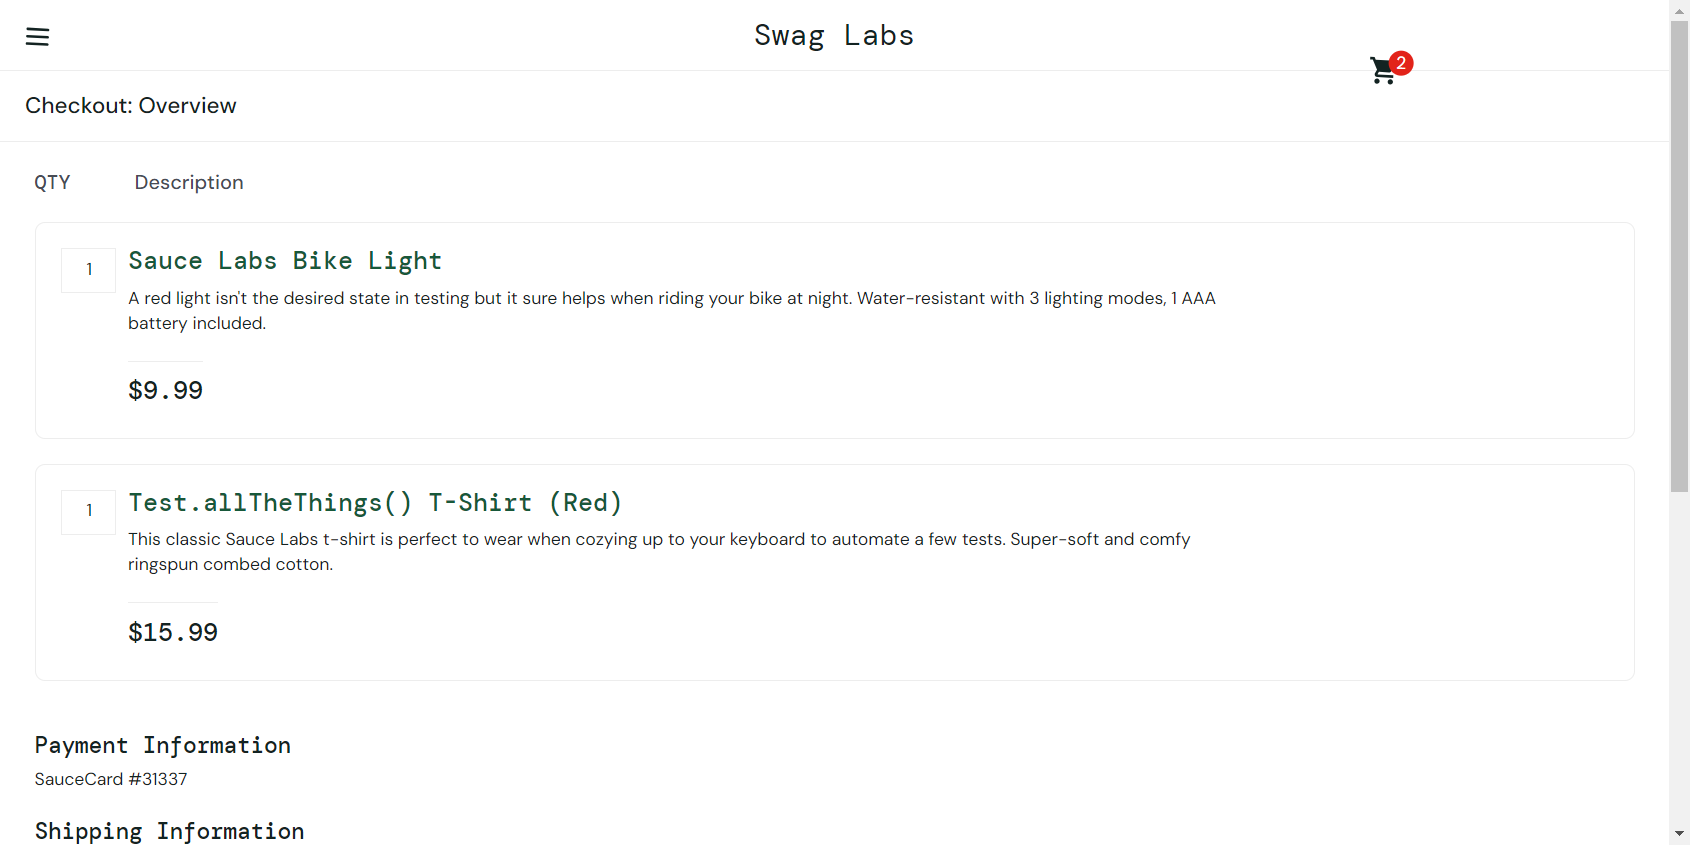 Swag Labs
2
Checkout: Overview
QTY Description
1
Sauce Labs Bike Light
A red light isn't the desired state in testing but it sure helps when riding your bike at night. Water-resistant with 3 lighting modes, 1 AAA
battery included.
$9.99
1
Test.allTheThings() T-Shirt (Red)
This classic Sauce Labs t-shirt is perfect to wear when cozying up to your keyboard to automate a few tests. Super-soft and comfy
ringspun combed cotton.
$15.99
Payment Information
SauceCard #31337
Shipping Information